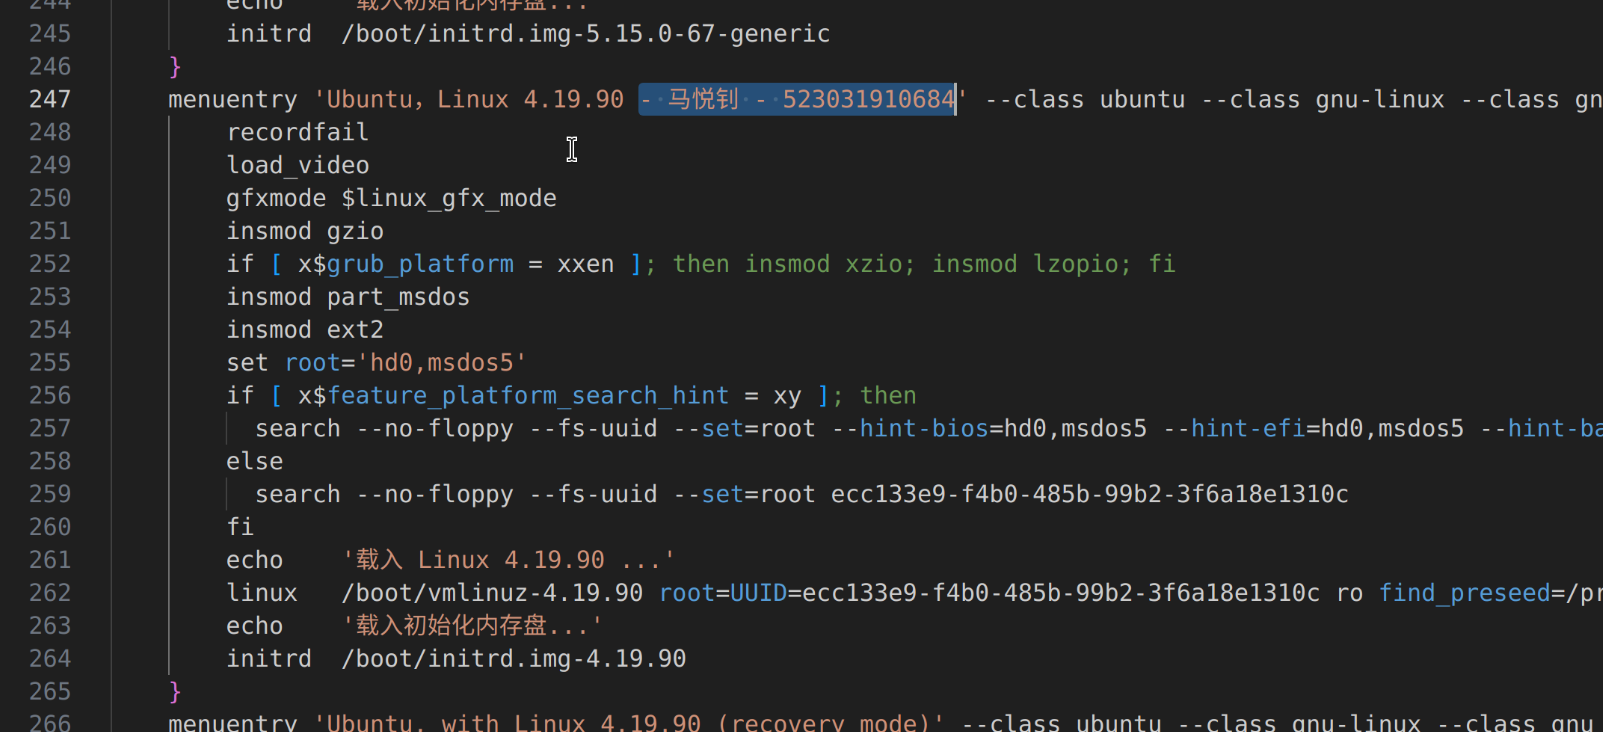 244 echo '载入初始化内存盘...'
245 initrd /boot/initrd.img-5.15.0-67-generic
246 }
247 menuentry 'Ubuntu, Linux 4.19.90 - 马悦钊 - 523031910684' --class ubuntu --class gnu-linux --class gn
248 recordfail
249 load_video
250 gfxmode $linux_gfx_mode
251 insmod gzio
252 if [ x$grub_platform = xxen ]; then insmod xzio; insmod lzopio; fi
253 insmod part_msdos
254 insmod ext2
255 set root='hd0,msdos5'
256 if [ x$feature_platform_search_hint = xy ]; then
257 search --no-floppy --fs-uuid --set=root --hint-bios=hd0,msdos5 --hint-efi=hd0,msdos5 --hint-ba
258 else
259 search --no-floppy --fs-uuid --set=root ecc133e9-f4b0-485b-99b2-3f6a18e1310c
260 fi
261 echo '载入 Linux 4.19.90 ...'
262 linux /boot/vmlinuz-4.19.90 root=UUID=ecc133e9-f4b0-485b-99b2-3f6a18e1310c ro find_preseed=/pr
263 echo '载入初始化内存盘...'
264 initrd /boot/initrd.img-4.19.90
265 }
266 menuentry 'Ubuntu, with Linux 4.19.90 (recovery mode)' --class ubuntu --class gnu-linux --class gnu